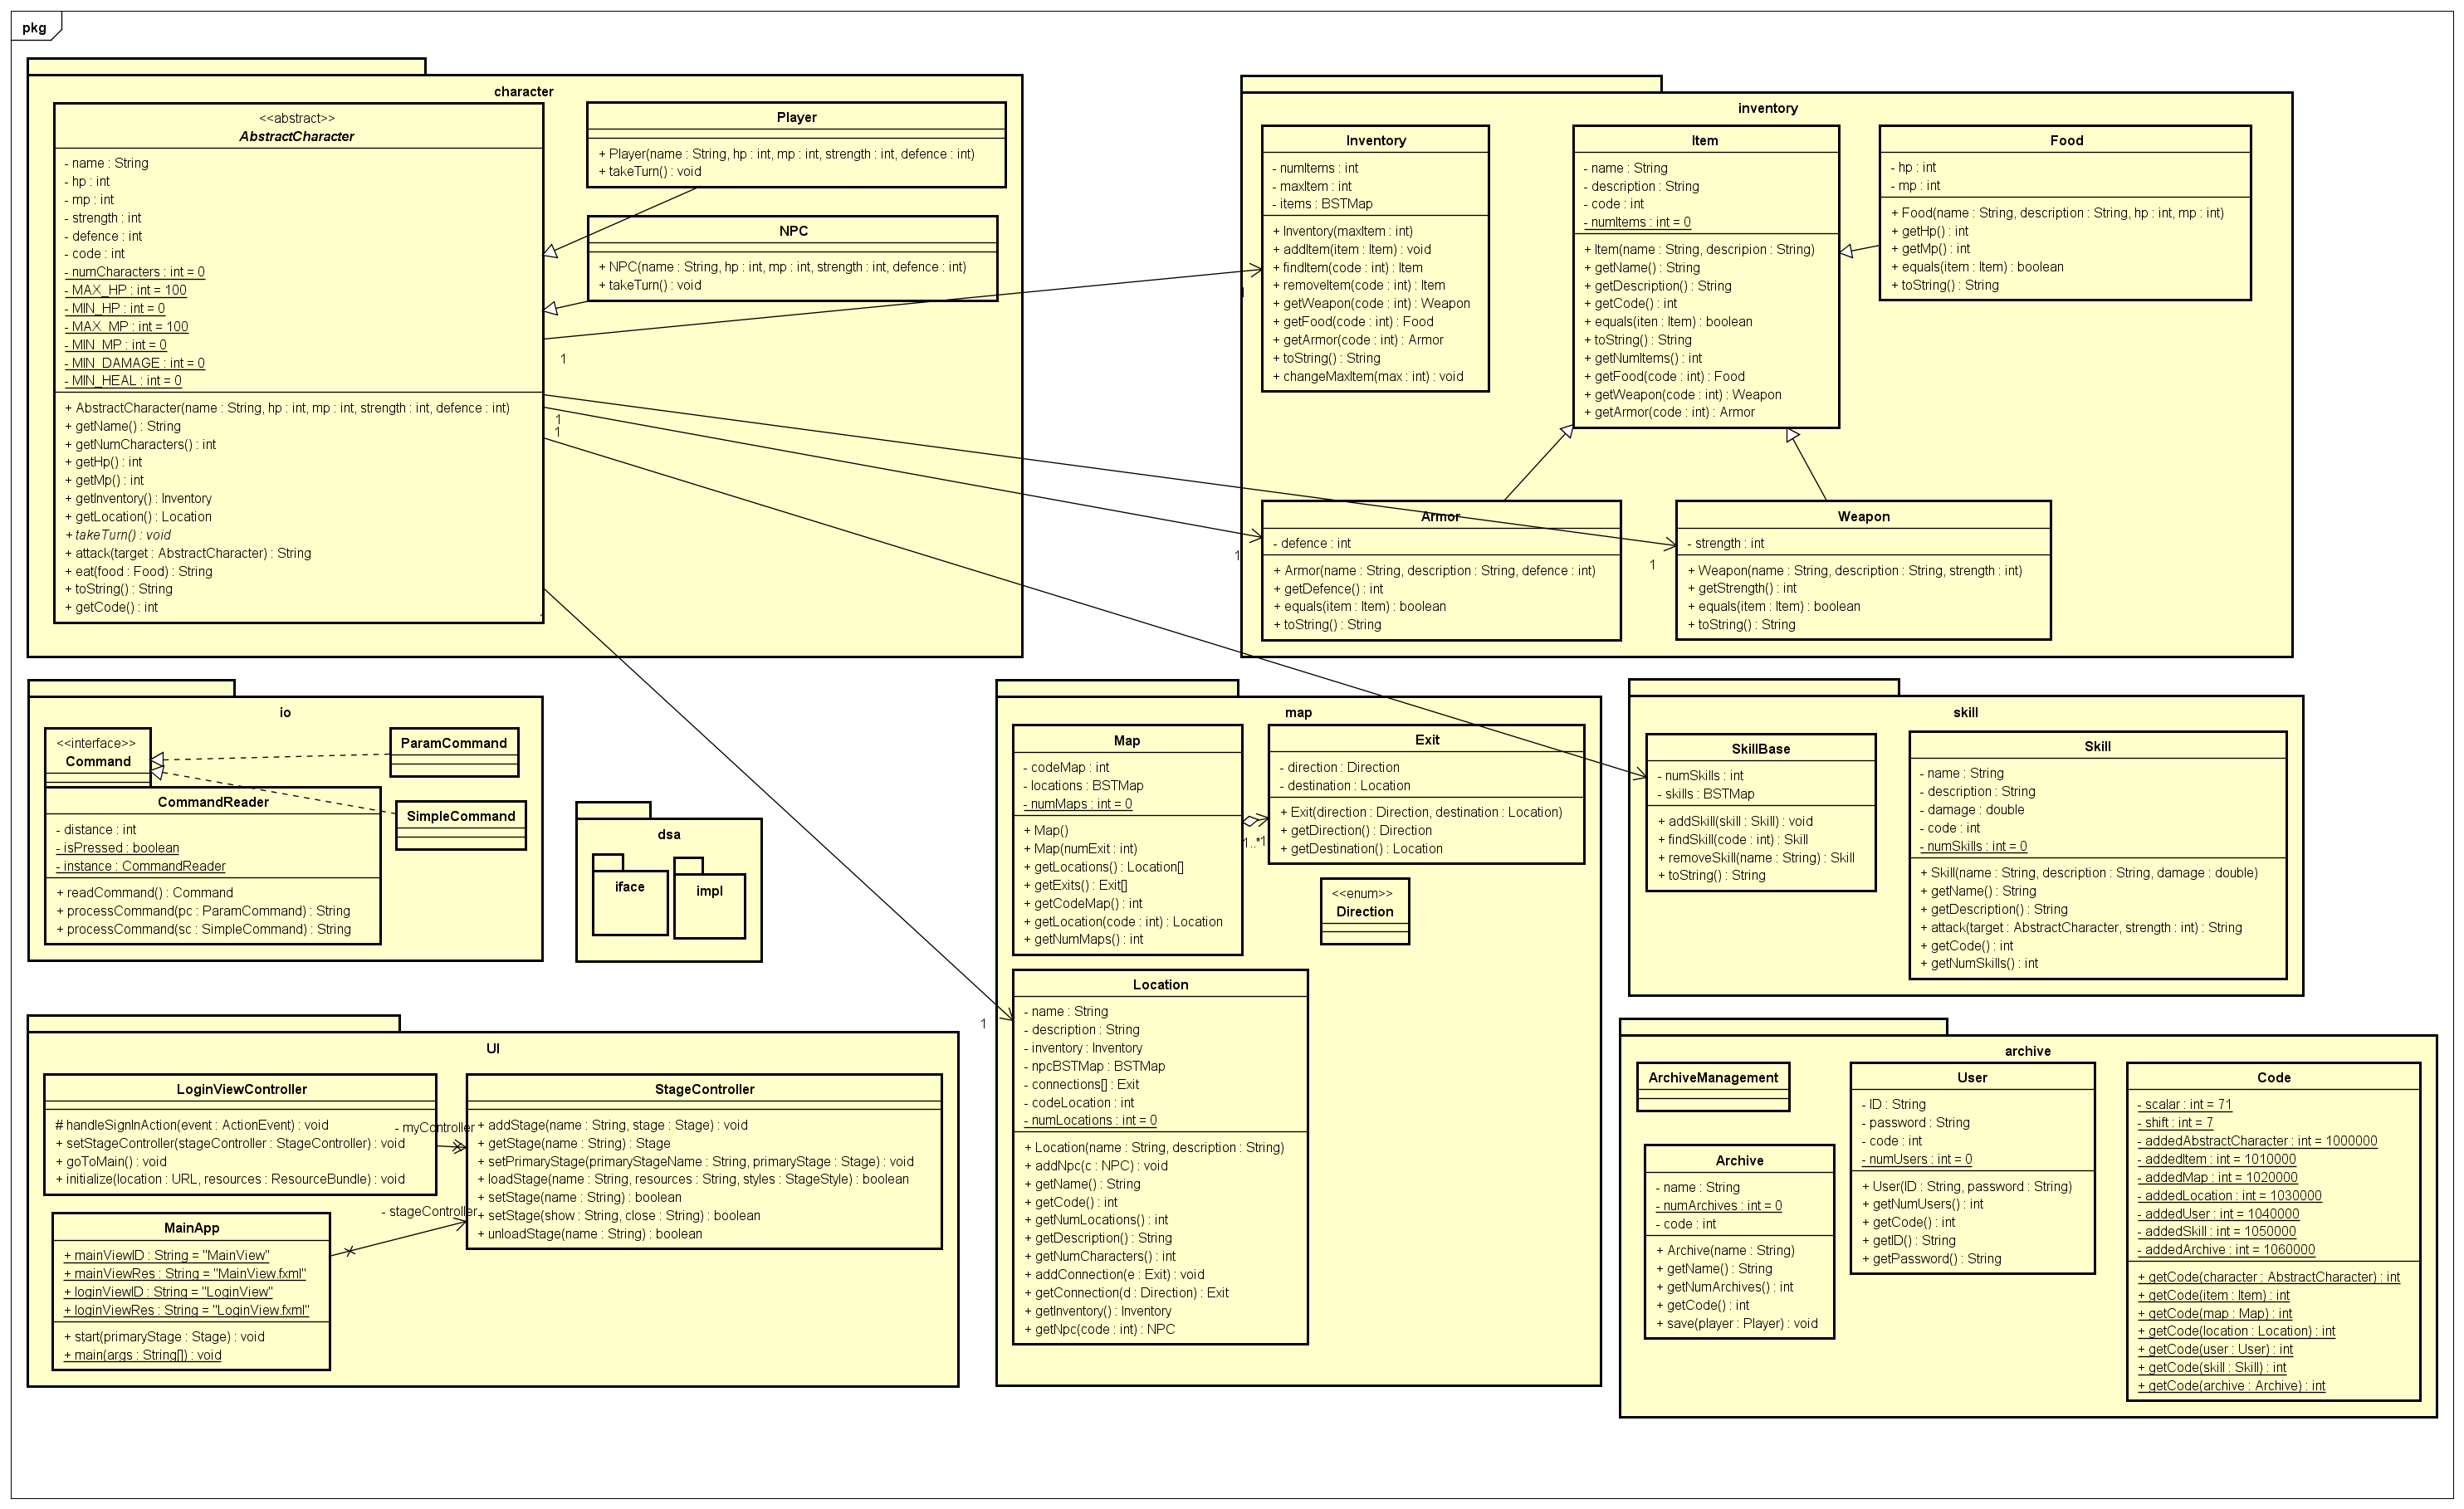 pkg
character
<<abstract>>
AbstractCharacter
- name : String
- hp : int
- mp : int
- strength : int
- defence : int
- code : int
- numCharacters : int = 0
- MAX_HP : int = 100
- MIN_HP : int = 0
- MAX_MP : int = 100
- MIN_MP : int = 0
- MIN_DAMAGE : int = 0
- MIN_HEAL : int = 0
+ AbstractCharacter(name : String, hp : int, mp : int, strength : int, defence : int)
+ getName() : String
+ getNumCharacters() : int
+ getHp() : int
+ getMp() : int
+ getInventory() : Inventory
+ getLocation() : Location
+ takeTurn() : void
+ attack(target : AbstractCharacter) : String
+ eat(food : Food) : String
+ toString() : String
+ getCode() : int
Player
+ Player(name : String, hp : int, mp : int, strength : int, defence : int)
+ takeTurn() : void
NPC
+ NPC(name : String, hp : int, mp : int, strength : int, defence : int)
+ takeTurn() : void
1
1
1
inventory
Inventory
- numItems : int
- maxItem : int
- items : BSTMap
+ Inventory(maxItem : int)
+ addItem(item : Item) : void
+ findItem(code : int) : Item
+ removeItem(code : int) : Item
+ getWeapon(code : int) : Weapon
+ getFood(code : int) : Food
+ getArmor(code : int) : Armor
+ toString() : String
+ changeMaxItem(max : int) : void
Item
- name : String
- description : String
- code : int
- numItems : int = 0
+ Item(name : String, descripion : String)
+ getName() : String
+ getDescription() : String
+ getCode() : int
+ equals(iten : Item) : boolean
+ toString() : String
+ getNumItems() : int
+ getFood(code : int) : Food
+ getWeapon(code : int) : Weapon
+ getArmor(code : int) : Armor
Food
- hp : int
- mp : int
+ Food(name : String, description : String, hp : int, mp : int)
+ getHp() : int
+ getMp() : int
+ equals(item : Item) : boolean
+ toString() : String
Armor
- defence : int
+ Armor(name : String, description : String, defence : int)
+ getDefence() : int
+ equals(item : Item) : boolean
+ toString() : String
1
Weapon
- strength : int
+ Weapon(name : String, description : String, strength : int)
+ getStrength() : int
+ equals(item : Item) : boolean
+ toString() : String
1
io
<<interface>>
Command
ParamCommand
SimpleCommand
CommandReader
- distance : int
- isPressed : boolean
- instance : CommandReader
+ readCommand() : Command
+ processCommand(pc : ParamCommand) : String
+ processCommand(sc : SimpleCommand) : String
dsa
iface
impl
map
Map
- codeMap : int
- locations : BSTMap
- numMaps : int = 0
+ Map()
+ Map(numExit : int)
+ getLocations() : Location[]
+ getExits() : Exit[]
+ getCodeMap() : int
+ getLocation(code : int) : Location
+ getNumMaps() : int
1..*
1
Exit
- direction : Direction
- destination : Location
+ Exit(direction : Direction, destination : Location)
+ getDirection() : Direction
+ getDestination() : Location
<<enum>>
Direction
Location
- name : String
- description : String
- inventory : Inventory
- npcBSTMap : BSTMap
- connections[] : Exit
- codeLocation : int
- numLocations : int = 0
+ Location(name : String, description : String)
+ addNpc(c : NPC) : void
+ getName() : String
+ getCode() : int
+ getNumLocations() : int
+ getDescription() : String
+ getNumCharacters() : int
+ addConnection(e : Exit) : void
+ getConnection(d : Direction) : Exit
+ getInventory() : Inventory
+ getNpc(code : int) : NPC
1
skill
SkillBase
- numSkills : int
- skills : BSTMap
+ addSkill(skill : Skill) : void
+ findSkill(code : int) : Skill
+ removeSkill(name : String) : Skill
+ toString() : String
Skill
- name : String
- description : String
- damage : double
- code : int
- numSkills : int = 0
+ Skill(name : String, description : String, damage : double)
+ getName() : String
+ getDescription() : String
+ attack(target : AbstractCharacter, strength : int) : String
+ getCode() : int
+ getNumSkills() : int
UI
LoginViewController
# handleSignInAction(event : ActionEvent) : void
+ setStageController(stageController : StageController) : void
+ goToMain() : void
+ initialize(location : URL, resources : ResourceBundle) : void
- myController
- stageController
StageController
+ addStage(name : String, stage : Stage) : void
+ getStage(name : String) : Stage
+ setPrimaryStage(primaryStageName : String, primaryStage : Stage) : void
+ loadStage(name : String, resources : String, styles : StageStyle) : boolean
+ setStage(name : String) : boolean
+ setStage(show : String, close : String) : boolean
+ unloadStage(name : String) : boolean
MainApp
+ mainViewID : String = "MainView"
+ mainViewRes : String = "MainView.fxml"
+ loginViewID : String = "LoginView"
+ loginViewRes : String = "LoginView.fxml"
+ start(primaryStage : Stage) : void
+ main(args : String[]) : void
archive
ArchiveManagement
Archive
- name : String
- numArchives : int = 0
- code : int
+ Archive(name : String)
+ getName() : String
+ getNumArchives() : int
+ getCode() : int
+ save(player : Player) : void
User
- ID : String
- password : String
- code : int
- numUsers : int = 0
+ User(ID : String, password : String)
+ getNumUsers() : int
+ getCode() : int
+ getID() : String
+ getPassword() : String
Code
- scalar : int = 71
- shift : int = 7
- addedAbstractCharacter : int = 1000000
- addedItem : int = 1010000
- addedMap : int = 1020000
- addedLocation : int = 1030000
- addedUser : int = 1040000
- addedSkill : int = 1050000
- addedArchive : int = 1060000
+ getCode(character : AbstractCharacter) : int
+ getCode(item : Item) : int
+ getCode(map : Map) : int
+ getCode(location : Location) : int
+ getCode(user : User) : int
+ getCode(skill : Skill) : int
+ getCode(archive : Archive) : int